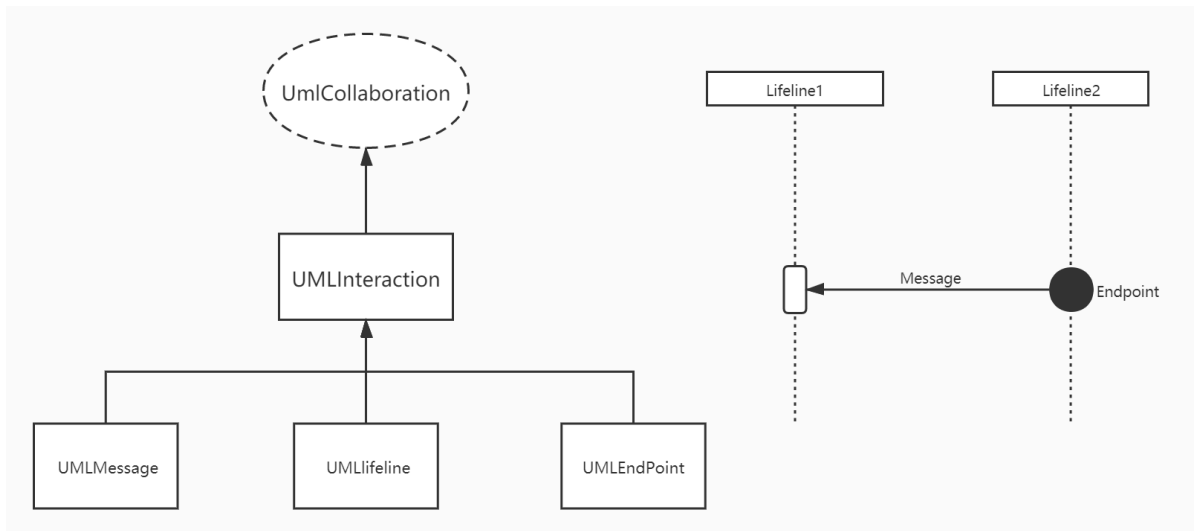 UmlCollaboration
UMLInteraction
UMLMessage
UMLlifeline
UMLEndPoint
Lifeline1
Lifeline2
Message
Endpoint